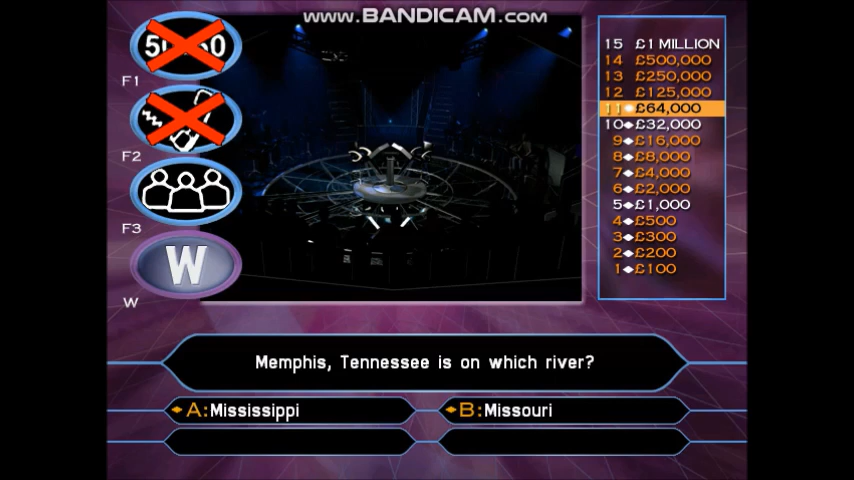 www.BANDICAM.com
F1
F2
F3
W
W
15 £1 MILLION
14 £500,000
13 £250,000
12 £125,000
11◆£64,000
10◆£32,000
9◆£16,000
8◆£8,000
7◆£4,000
6◆£2,000
5◆£1,000
4◆£500
3◆£300
2◆£200
1◆£100
Memphis, Tennessee is on which river?
A:Mississippi
B:Missouri